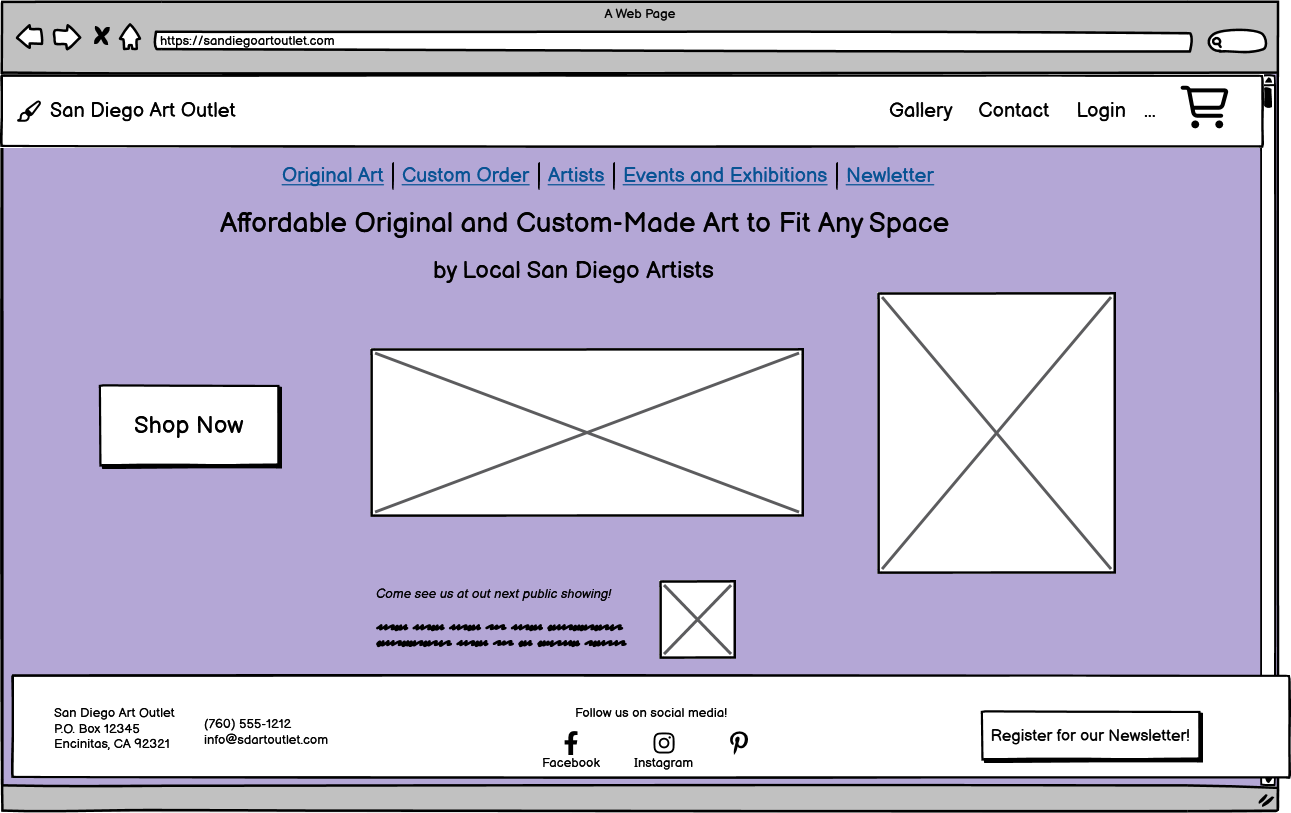 A Web Page
https://sandiegoartoutlet.com
San Diego Art Outlet
Gallery Contact Login ...
Original Art | Custom Order | Artists | Events and Exhibitions | Newletter
Affordable Original and Custom-Made Art to Fit Any Space
by Local San Diego Artists
Shop Now
Come see us at out next public showing!
San Diego Art Outlet
P.O. Box 12345
Encinitas, CA 92321
(760) 555-1212
info@sdartoutlet.com
Follow us on social media!
Facebook Instagram
Register for our Newsletter!